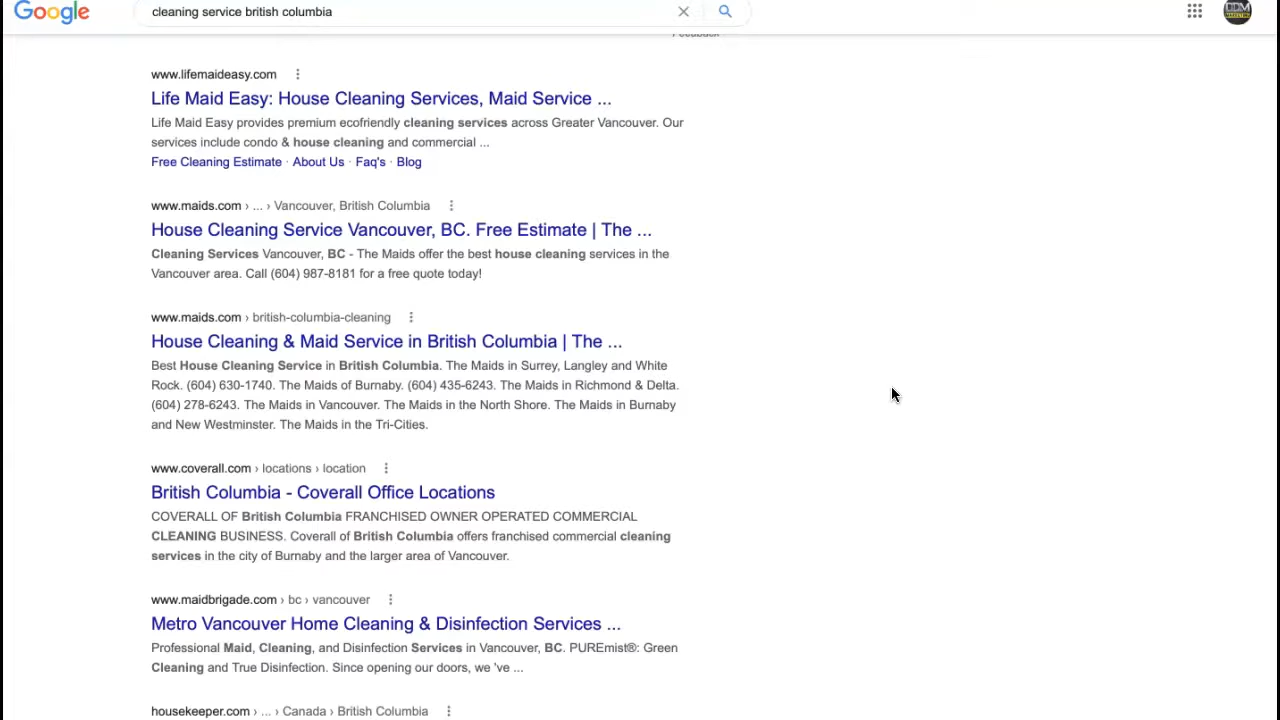 Google
cleaning service british columbia
Feedback
www.lifemaideasy.com
Life Maid Easy: House Cleaning Services, Maid Service ...
Life Maid Easy provides premium ecofriendly cleaning services across Greater Vancouver. Our
services include condo & house cleaning and commercial ...
Free Cleaning Estimate · About Us · Faq's · Blog
www.maids.com › ... › Vancouver, British Columbia
House Cleaning Service Vancouver, BC. Free Estimate | The ...
Cleaning Services Vancouver, BC - The Maids offer the best house cleaning services in the
Vancouver area. Call (604) 987-8181 for a free quote today!
www.maids.com › british-columbia-cleaning
House Cleaning & Maid Service in British Columbia | The ...
Best House Cleaning Service in British Columbia. The Maids in Surrey, Langley and White
Rock. (604) 630-1740. The Maids of Burnaby. (604) 435-6243. The Maids in Richmond & Delta.
(604) 278-6243. The Maids in Vancouver. The Maids in the North Shore. The Maids in Burnaby
and New Westminster. The Maids in the Tri-Cities.
www.coverall.com › locations › location
British Columbia - Coverall Office Locations
COVERALL OF British Columbia FRANCHISED OWNER OPERATED COMMERCIAL
CLEANING BUSINESS. Coverall of British Columbia offers franchised commercial cleaning
services in the city of Burnaby and the larger area of Vancouver.
www.maidbrigade.com › bc › vancouver
Metro Vancouver Home Cleaning & Disinfection Services ...
Professional Maid, Cleaning, and Disinfection Services in Vancouver, BC. PUREmist®: Green
Cleaning and True Disinfection. Since opening our doors, we 've ...
housekeeper.com › ... › Canada › British Columbia